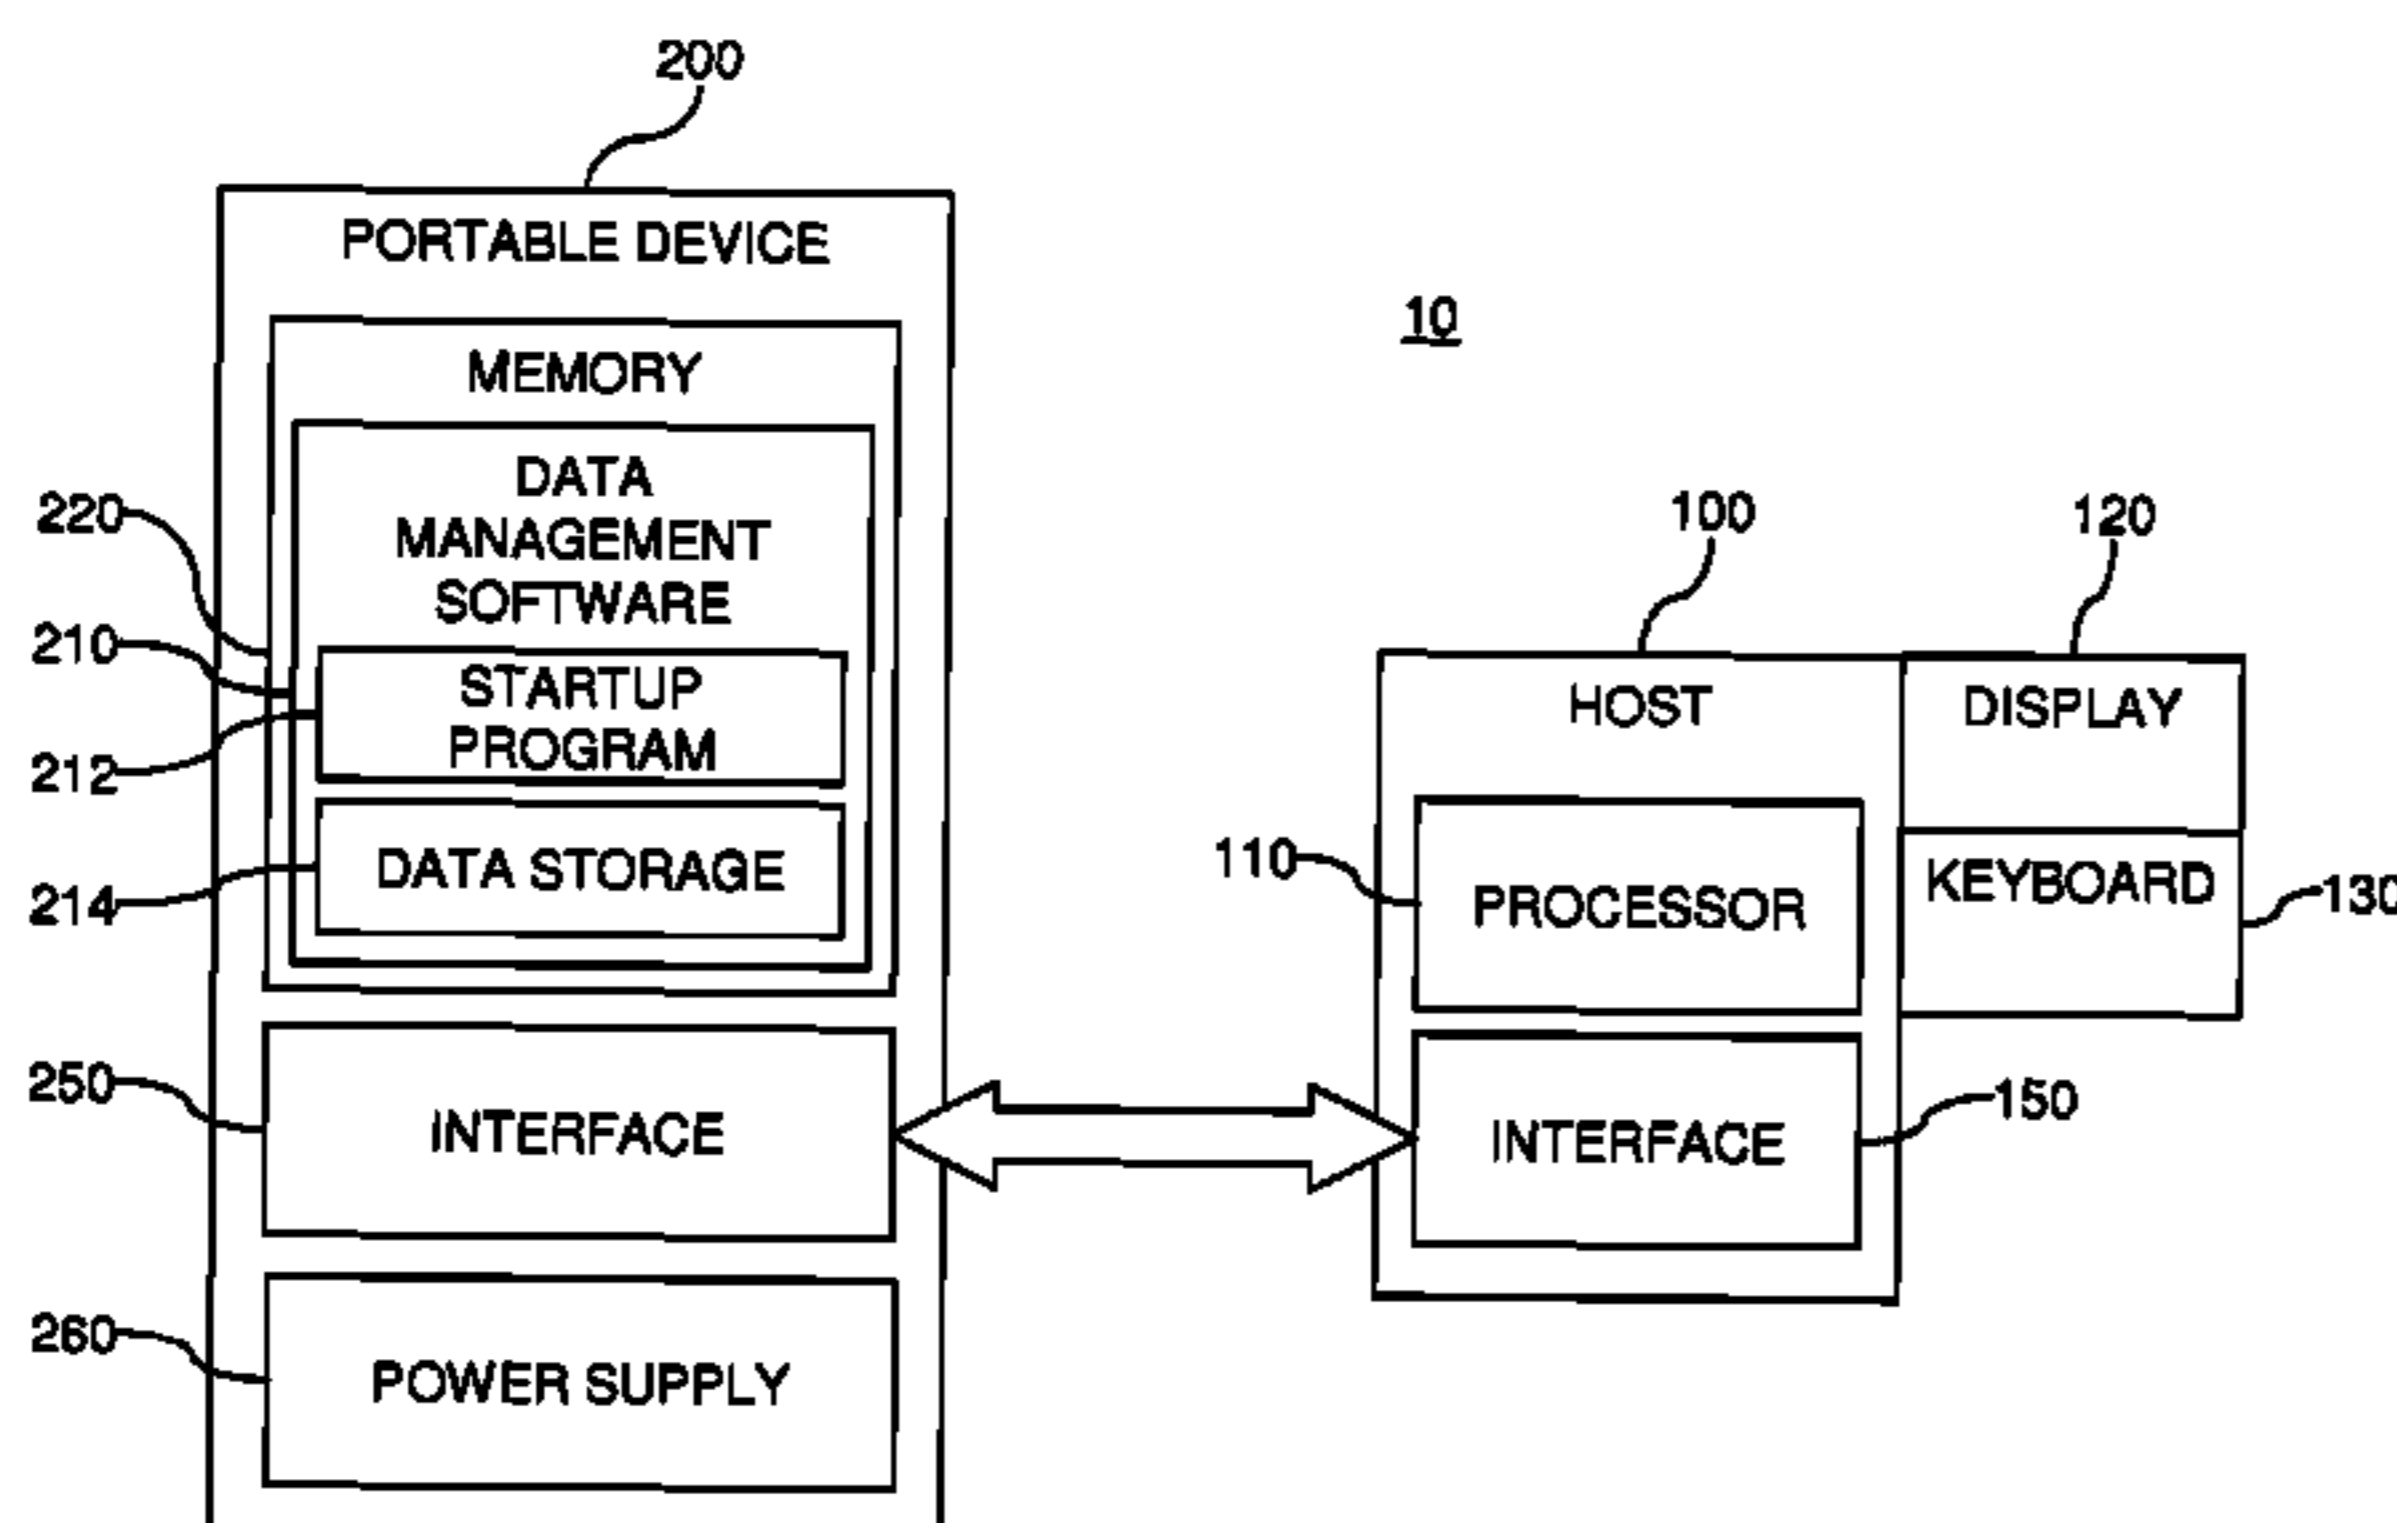 200
PORTABLE DEVICE
10
MEMORY
DATA
MANAGEMENT
SOFTWARE
220
210
STARTUP
PROGRAM
212
DATA STORAGE
214
250
INTERFACE
260
POWER SUPPLY
100
120
HOST
DISPLAY
110
PROCESSOR
KEYBOARD
130
INTERFACE
150